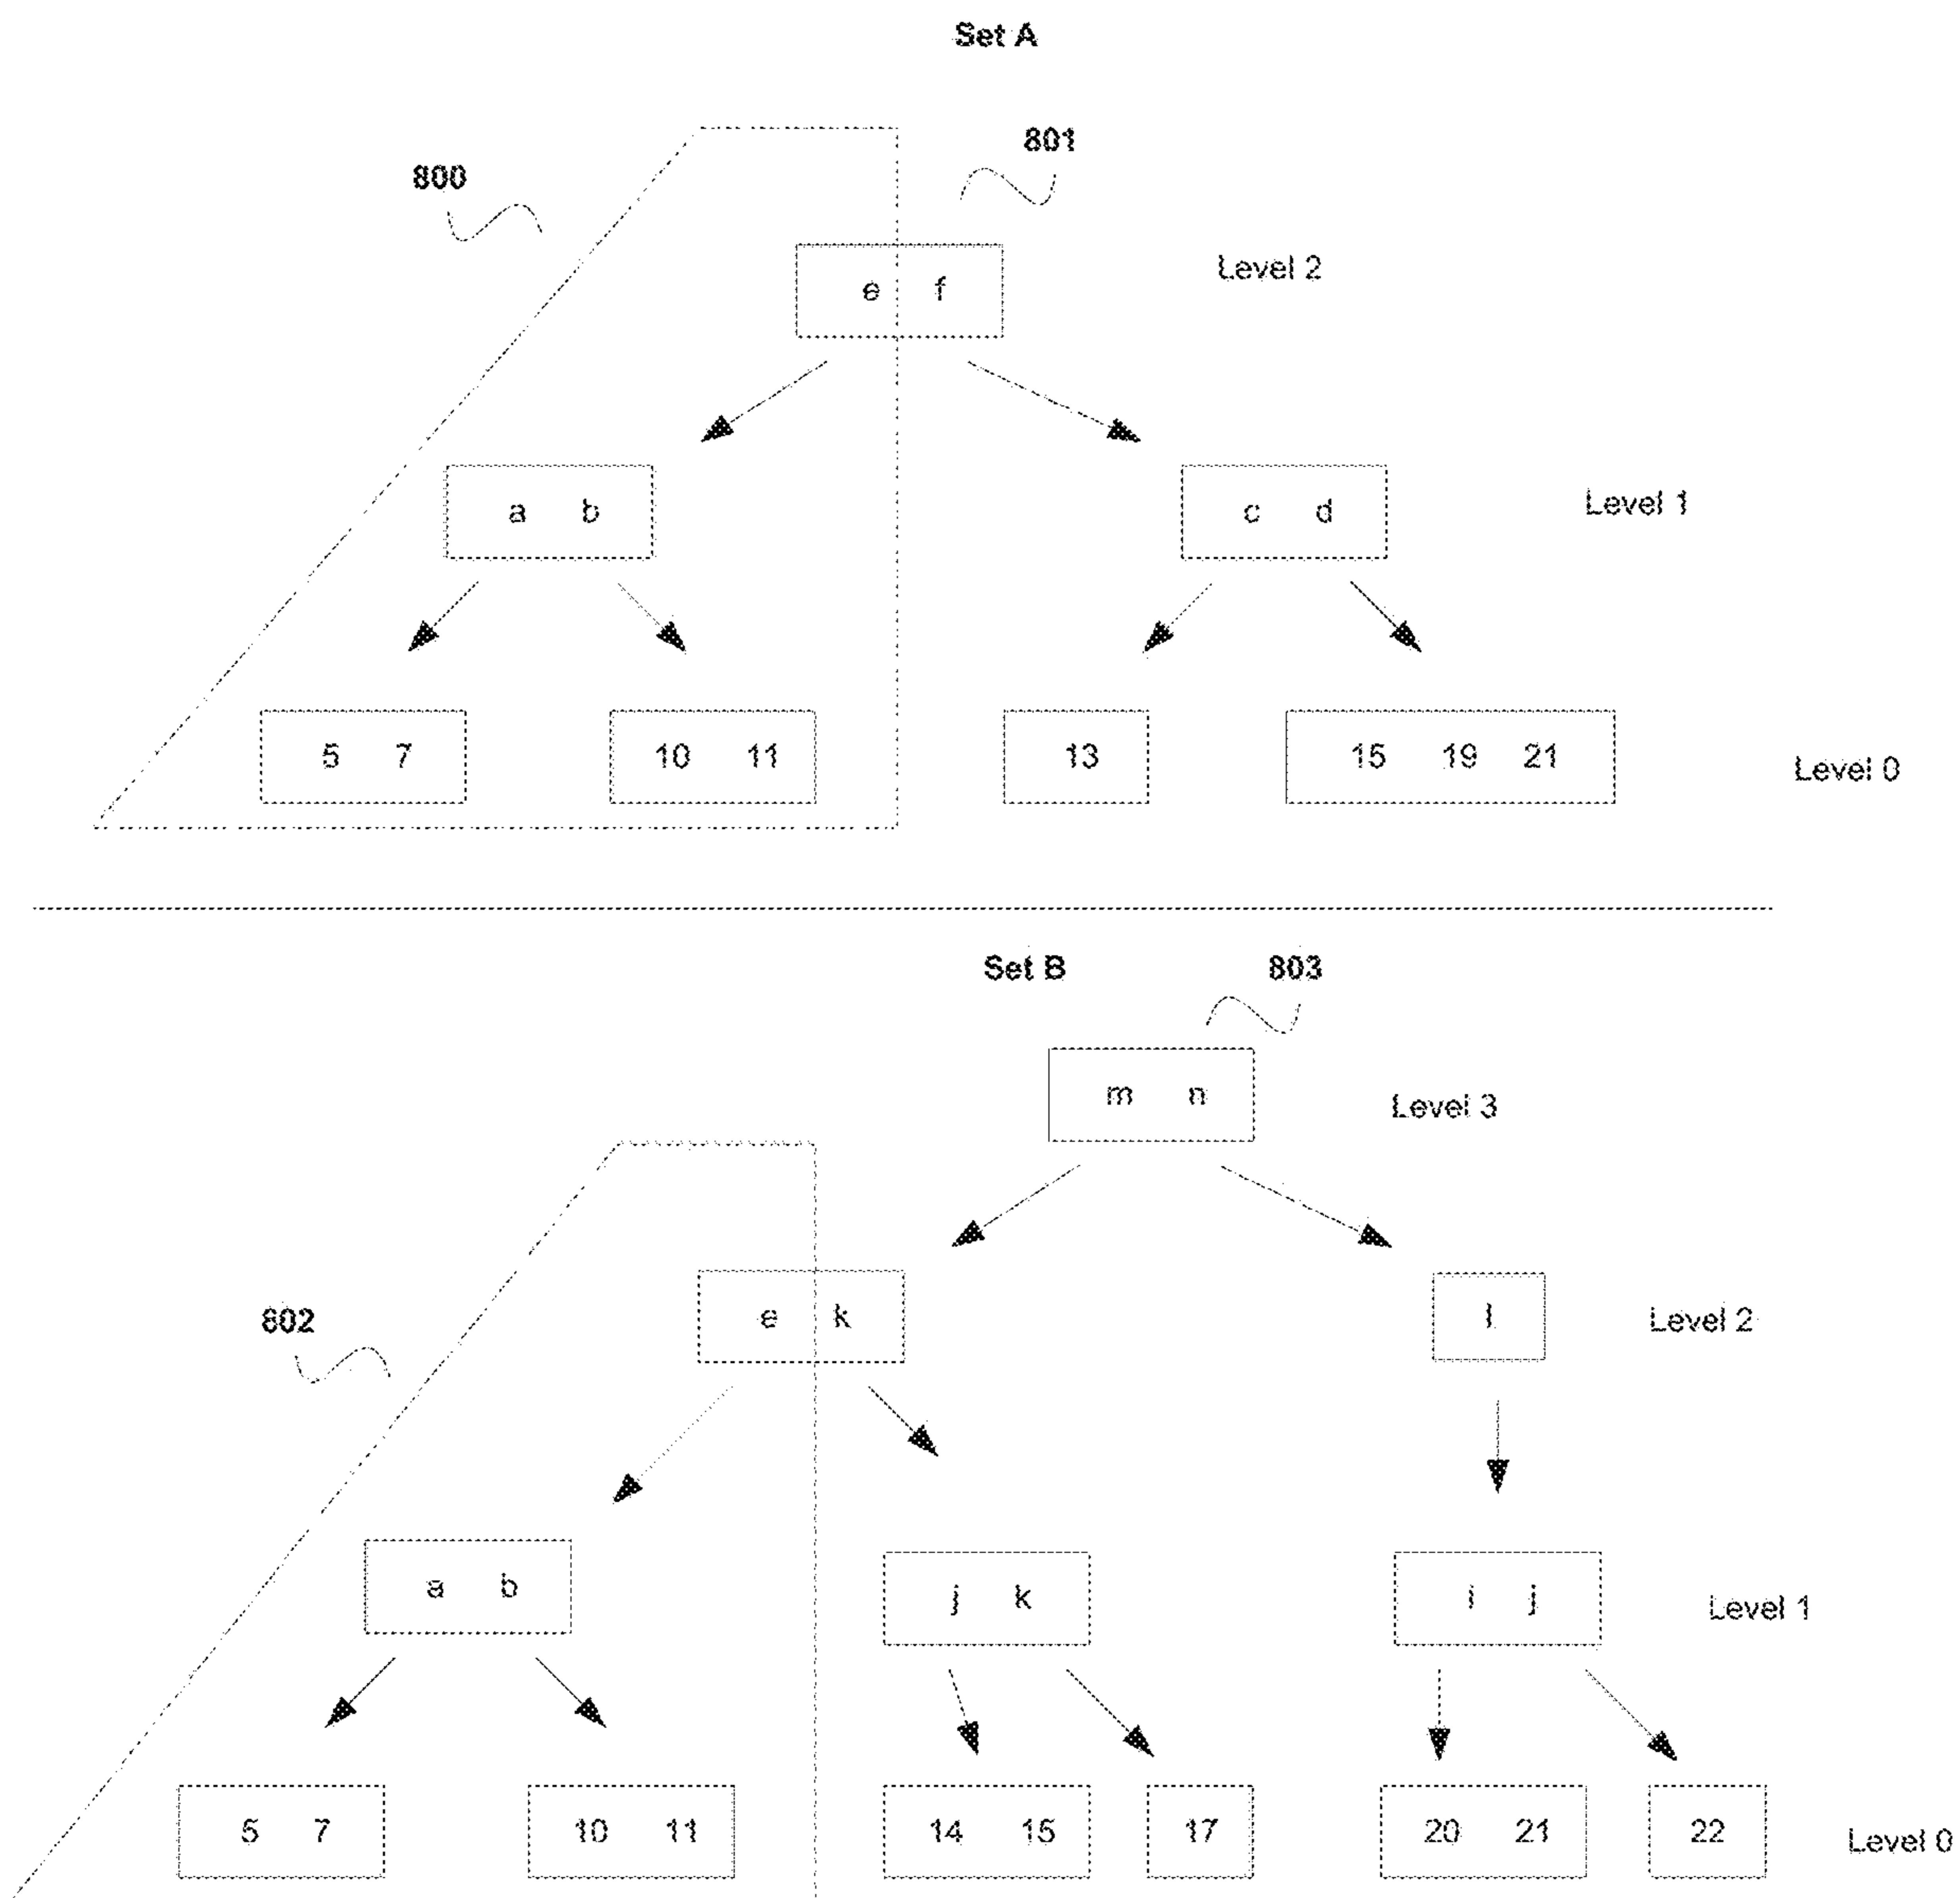 Set A
801
800
Level 2
e f
a b
c d
Level 1
5 7
10 11
13
15 19 21
Level 0
Set B
803
m n
Level 3
802
e k
l
Level 2
a b
j k
i j
Level 1
5 7
10 11
14 15
17
20 21
22
Level 0